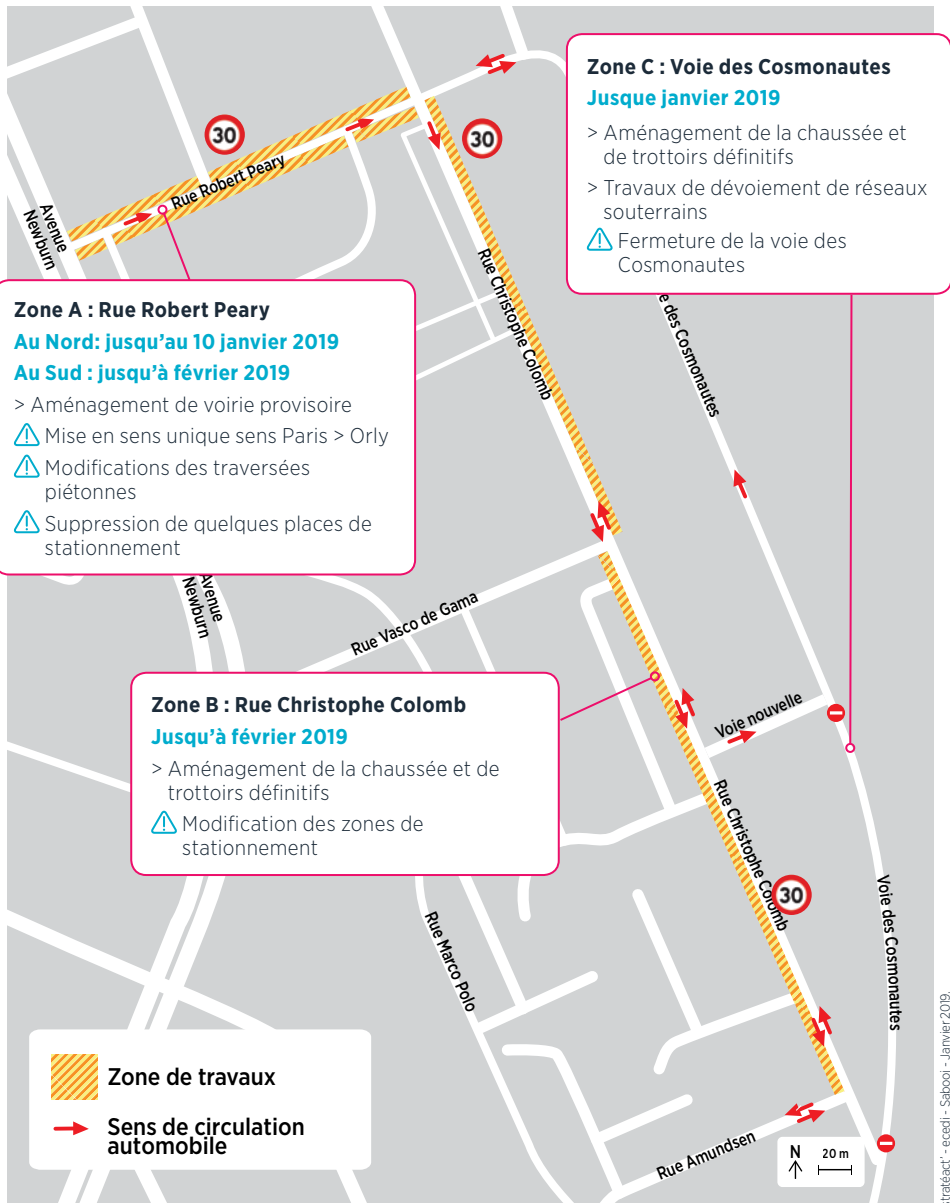 Zone C : Voie des Cosmonautes
Jusque janvier 2019
> Aménagement de la chaussée et
de trottoirs définitifs
> Travaux de dévoiement de réseaux
souterrains
Fermeture de la voie des
Cosmonautes
30
30
Rue Robert Peary
Avenue
Newburn
Rue Christophe Colomb
e des Cosmonautes
Zone A : Rue Robert Peary
Au Nord: jusqu'au 10 janvier 2019
Au Sud : jusqu'à février 2019
> Aménagement de voirie provisoire
Mise en sens unique sens Paris > Orly
Modifications des traversées
piétonnes
Suppression de quelques places de
stationnement
Avenue
Newburn
Rue Vasco de Gama
Zone B : Rue Christophe Colomb
Jusqu'à février 2019
> Aménagement de la chaussée et de
trottoirs définitifs
Modification des zones de
stationnement
Voie nouvelle
Rue Christophe Colomb
30
Voie des Cosmonautes
Rue Marco Polo
Rue Amundsen
Zone de travaux
Sens de circulation
automobile
N
20 m
tratéact' - ecedi - Sabooi - Janvier 2019.